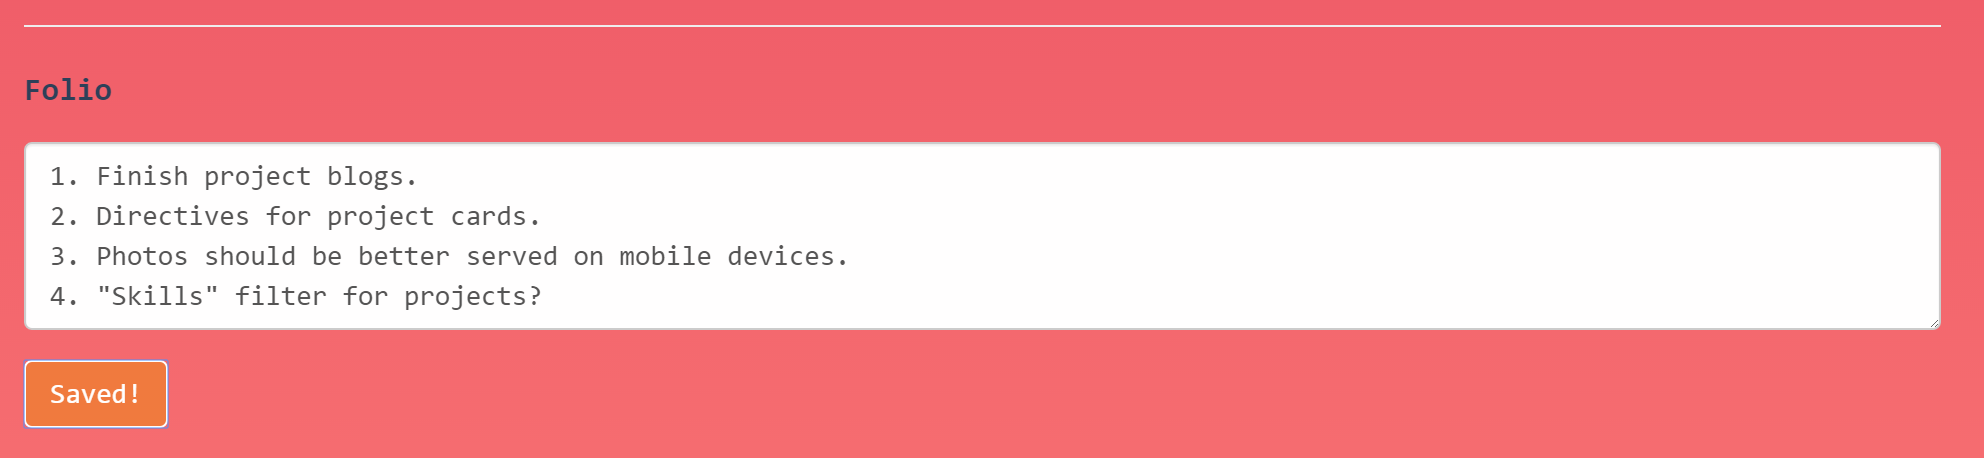 Folio
1. Finish project blogs.
2. Directives for project cards.
3. Photos should be better served on mobile devices.
4. "Skills" filter for projects?
Saved!